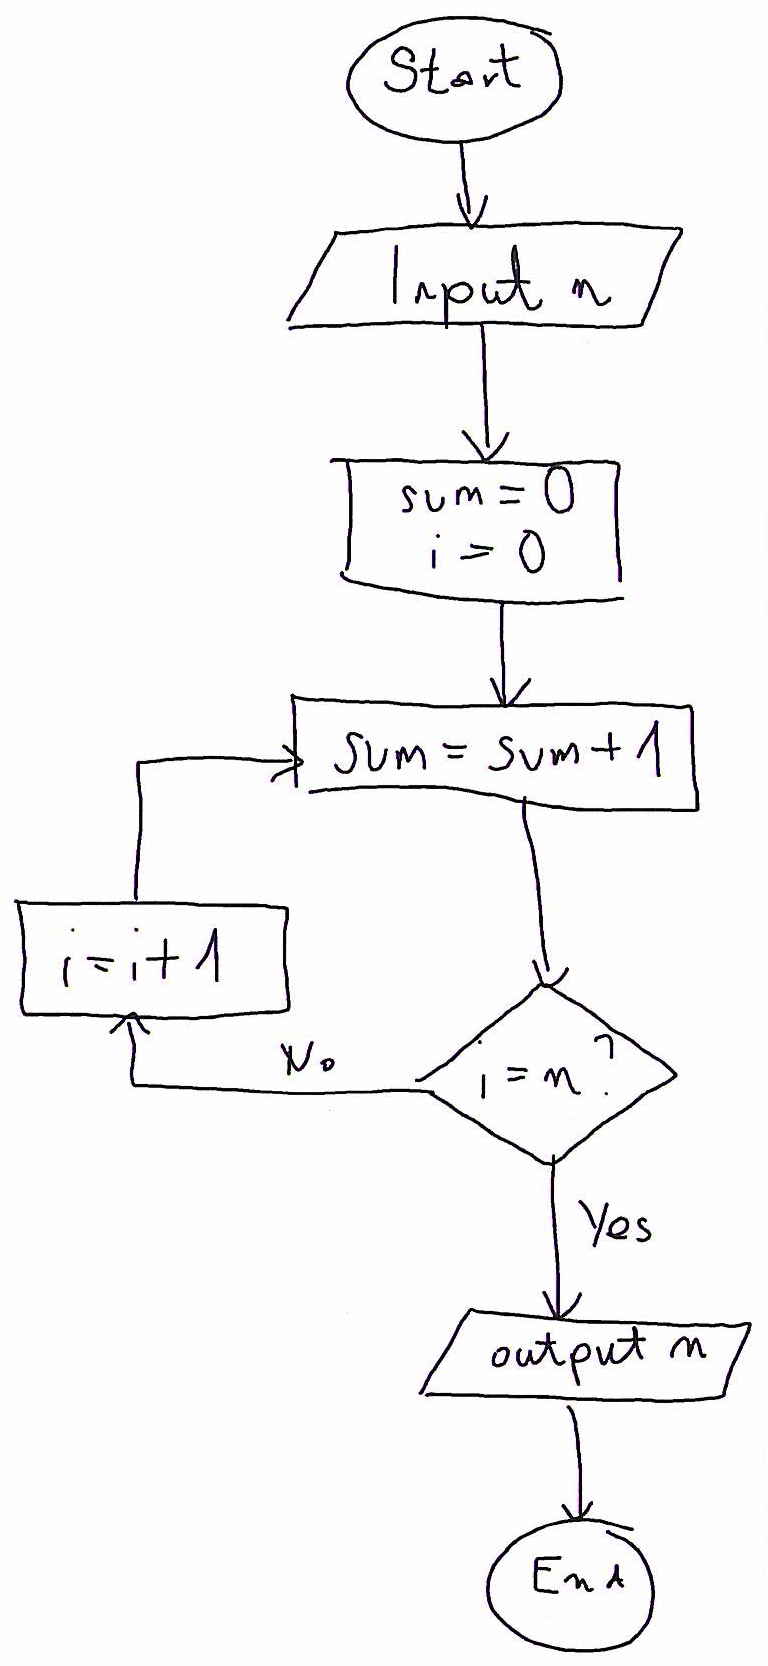 Start
Input n
sum = 0
i = 0
sum = sum + 1
i = i + 1
No
i = n ?
Yes
output n
End